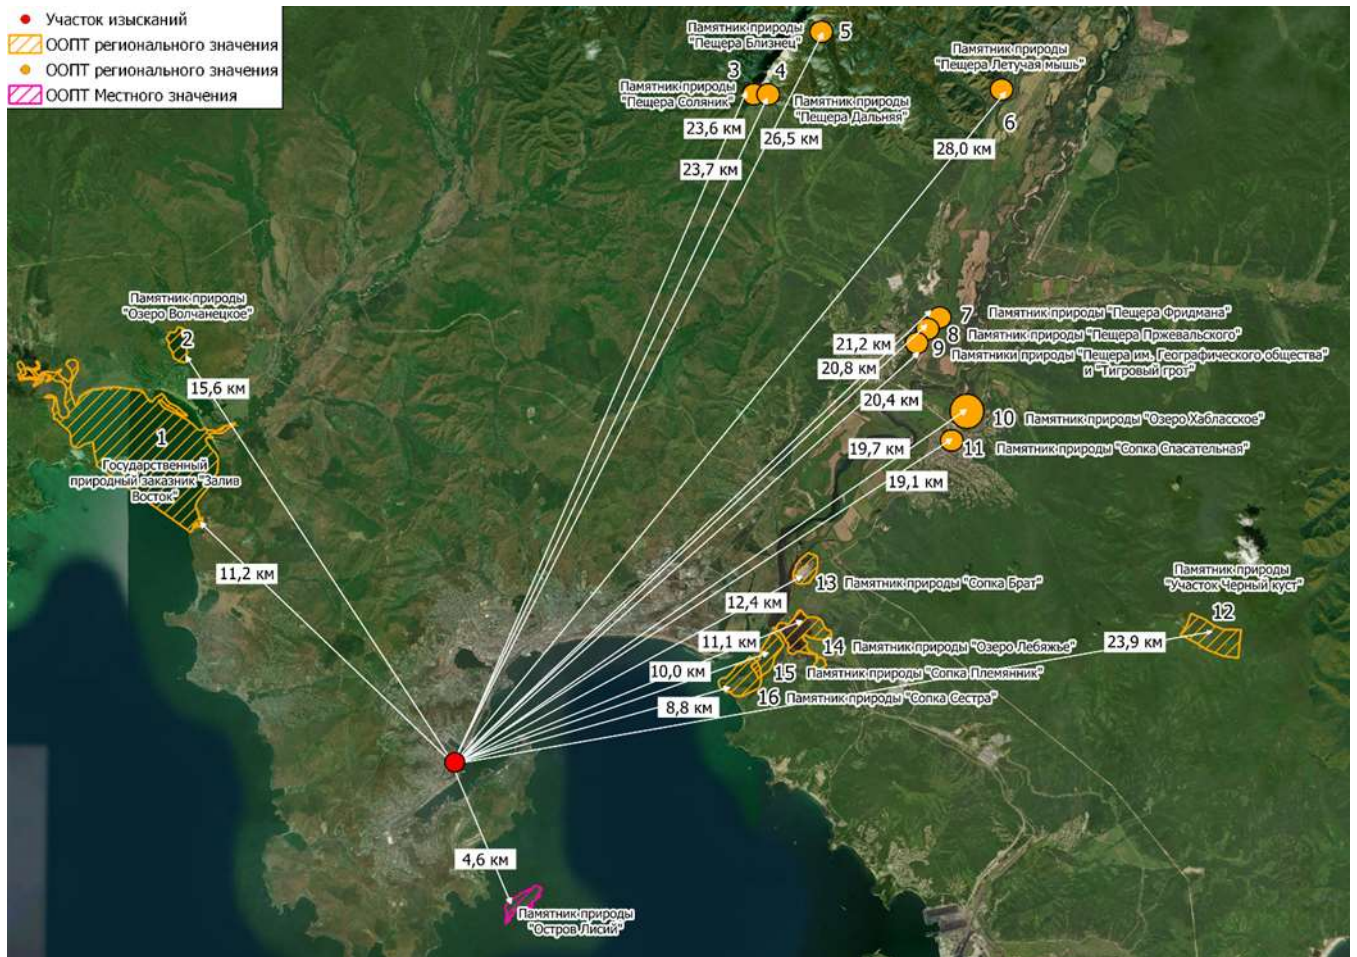 Участок изысканий
ООПТ регионального значения
ООПТ регионального значения
ООПТ Местного значения
Памятник природы
"Пещера Близнец"
5
Памятник природы
"Пещера Летучая мышь"
6
3
4
Памятник природы
"Пещера Соляник"
Памятник природы
"Пещера Дальняя"
23,6 км
26,5 км
28,0 км
23,7 км
Памятник природы
"Озеро Волчанецкое"
2
15,6 км
7
Памятник природы "Пещера Фридмана"
8
Памятник природы "Пещера Пржевальского"
9
Памятники природы "Пещера им. Географического общества"
и "Тигровый грот"
21,2 км
20,8 км
20,4 км
10
Памятник природы "Озеро Хабласское"
19,7 км
11
Памятник природы "Сопка Спасательная"
19,1 км
1
Государственный
природный заказник "Залив
Восток"
11,2 км
13
Памятник природы "Сопка Брат"
12,4 км
Памятник природы
"Участок Черный куст"
12
23,9 км
11,1 км
14
Памятник природы "Озеро Лебяжье"
10,0 км
15
Памятник природы "Сопка Племянник"
8,8 км
16
Памятник природы "Сопка Сестра"
4,6 км
Памятник природы
"Остров Лисий"